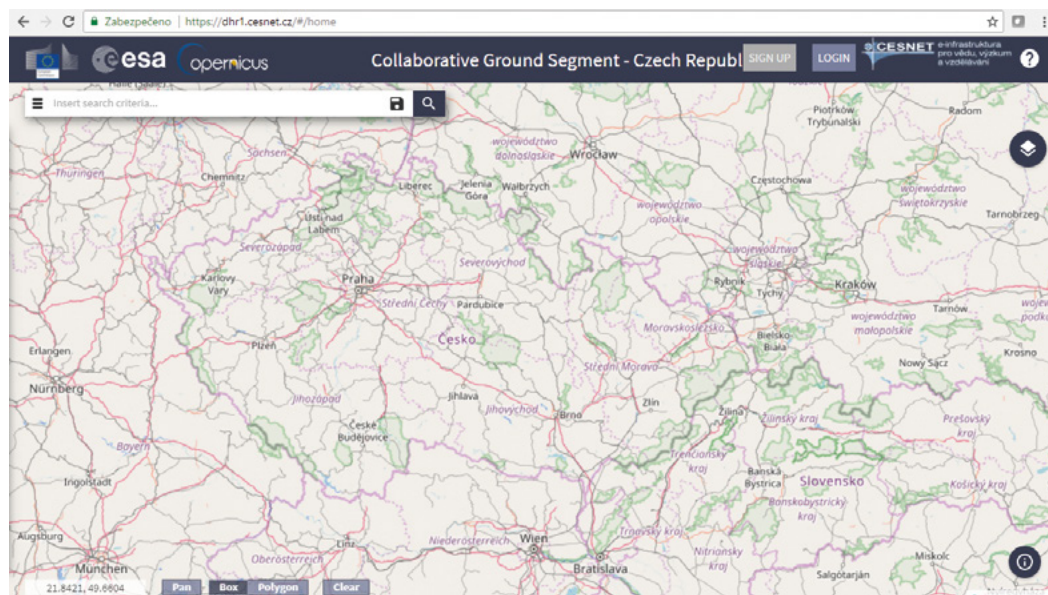 Zabezpečeno | https://dhr1.cesnet.cz/#/home
esa opernicus Collaborative Ground Segment - Czech Republ SIGN UP LOGIN CESNET e-infrastruktura
pro vědu, výzkum
a vzdělávání ?
Halle (Saale)
Insert search criteria...
Piotrków
Trybunalski
Radom
województwo
dolnośląskie
Wrocław
Sachsen
Thüringen
Chemnitz
Liberec
Jelenia
Góra
Wałbrzych
Częstochowa
województwo
świętokrzyskie
województwo
opolskie
Tarnobrzeg
Ústí nad
Labem
Severozápad
województwo
śląskie
Karlovy
Vary
Praha
Severovýchod
Rybnik
Tychy
Kraków
Střední Čechy
Pardubice
Tarnów
województwo
małopolskie
Moravskoslezsko
Česko
Plzeň
Bielsko-
Biała
Erlangen
Krosno
Nowy Sącz
Střední Morava
Nürnberg
Jihozápad
Jihlava
Jihovýchod
Zlín
Brno
Žilina
Žilinský kraj
Prešovský
kraj
České
Budějovice
Bayern
Trenčiansky
kraj
Banská
Bystrica
Slovensko
Košický kraj
Ingolstadt
Banskobystrický
kraj
Augsburg
Linz
Niederösterreich
Wien
Trnavský kraj
Nitriansky
kraj
Miskolc
Oberösterreich
München
Bratislava
Salgótarján
21.8421, 49.6604 Pan Box Polygon Clear